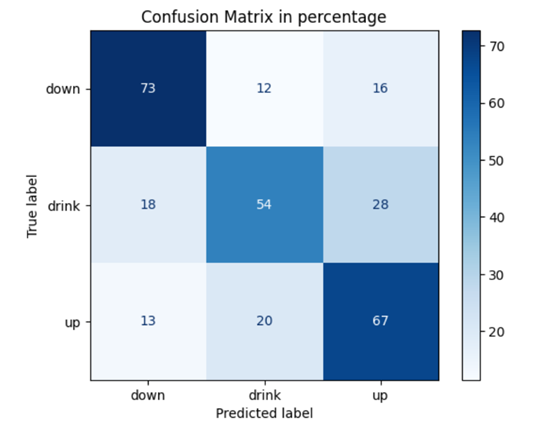 Confusion Matrix in percentage
True label
down 73 12 16
drink 18 54 28
up 13 20 67
down drink up
Predicted label
70
60
50
40
30
20